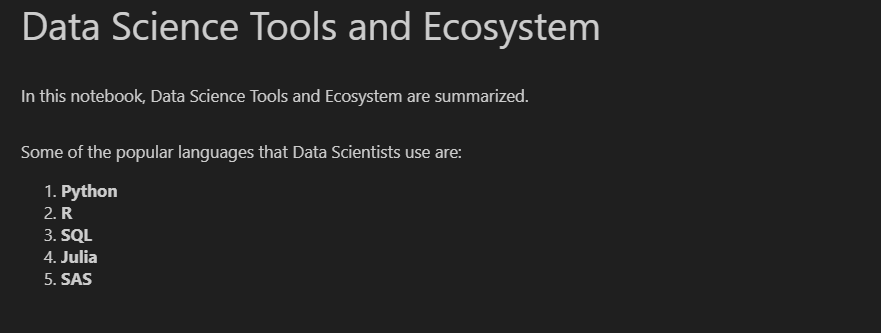 Data Science Tools and Ecosystem
In this notebook, Data Science Tools and Ecosystem are summarized.
Some of the popular languages that Data Scientists use are:
1. Python
2. R
3. SQL
4. Julia
5. SAS